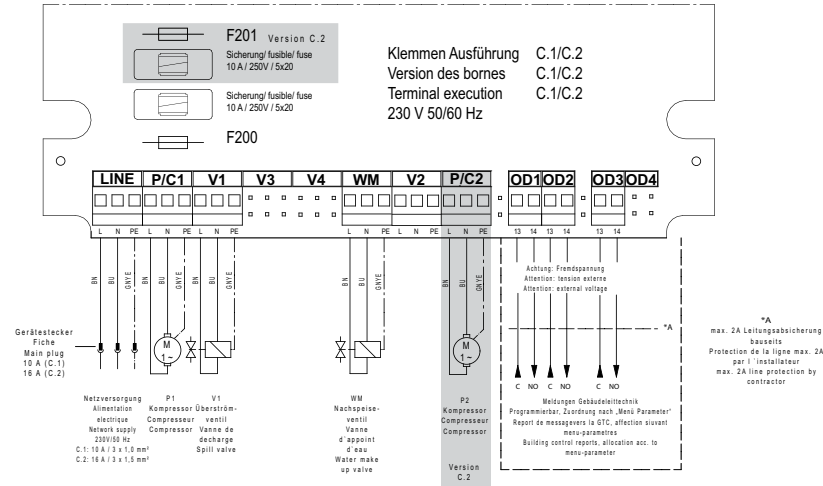 F201 Version C.2
Sicherung/ fusible/ fuse
10 A / 250V / 5x20
Sicherung/ fusible/ fuse
10 A / 250V / 5x20
F200
Klemmen Ausführung C.1/C.2
Version des bornes C.1/C.2
Terminal execution C.1/C.2
230 V 50/60 Hz
LINE P/C1 V1 V3 V4 WM V2 P/C2 OD1 OD2 OD3 OD4
L N PE L N PE L N PE L N PE L N PE L N PE 13 14 13 14 13 14
BN BU GNYE BN BU GNYE BN BU GNYE BN BU GNYE BN BU GNYE
Achtung: Fremdspannung
Attention: tension externe
Attention: external voltage
*A
Gerätestecker
Fiche
Main plug
10 A (C.1)
16 A (C.2)
M
1 ~
M
1 ~
C NO C NO C NO
*A
max. 2A Leitungsabsicherung
bauseits
Protection de la ligne max. 2A
par l ´installateur
max. 2A line protection by
contractor
Netzversorgung
Alimentation
electrique
Network supply
230V/50 Hz
C.1: 10 A / 3 x 1,0 mm²
C.2: 16 A / 3 x 1,5 mm²
P1
Kompressor
Compresseur
Compressor
V1
Überström-
ventil
Vanne de
decharge
Spill valve
WM
Nachspeise-
ventil
Vanne
d´appoint
d´eau
Water make
up valve
P2
Kompressor
Compresseur
Compressor
Version
C.2
Meldungen Gebäudeleittechnik
Programmierbar, Zuordnung nach „Menü Parameter"
Report de messagevers la GTC, affection siuvant
menu-parametres
Building control reports, allocation acc. to
menu-parameter